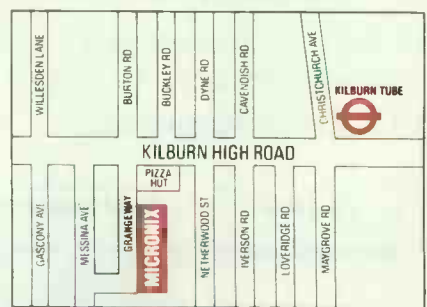 WILLESDEN LANE
BURTON RD
BUCKLEY RD
DYNE RD
CAVENDISH RD
CHRISTCHURCH AVE
KILBURN TUBE
KILBURN HIGH ROAD
PIZZA
HUT
GASCONY AVE
MESSINA AVE
GRANGEWAY
MICRONIX
NETHERWOOD ST
IVERSON RD
LOVERIDGE RD
MAYGROVE RD